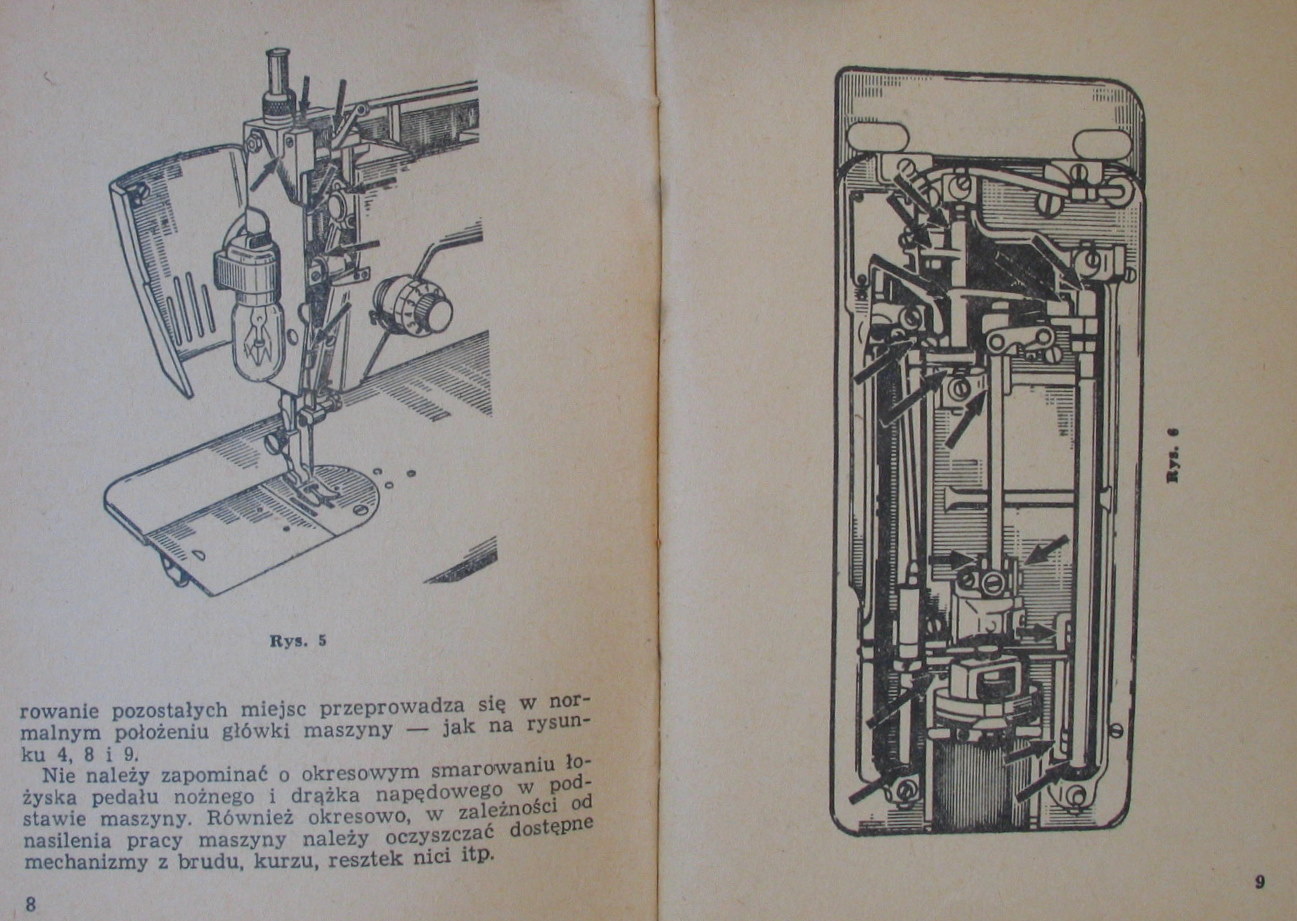 Rys. 5
rowanie pozostałych miejsc przeprowadza się w nor-
malnym położeniu główki maszyny — jak na rysun-
ku 4, 8 i 9.
Nie należy zapominać o okresowym smarowaniu ło-
żyska pedału nożnego i drążka napędowego w pod-
stawie maszyny. Również okresowo, w zależności od
nasilenia pracy maszyny należy oczyszczać dostępne
mechanizmy z brudu, kurzu, resztek nici itp.
8
Rys. 6
9